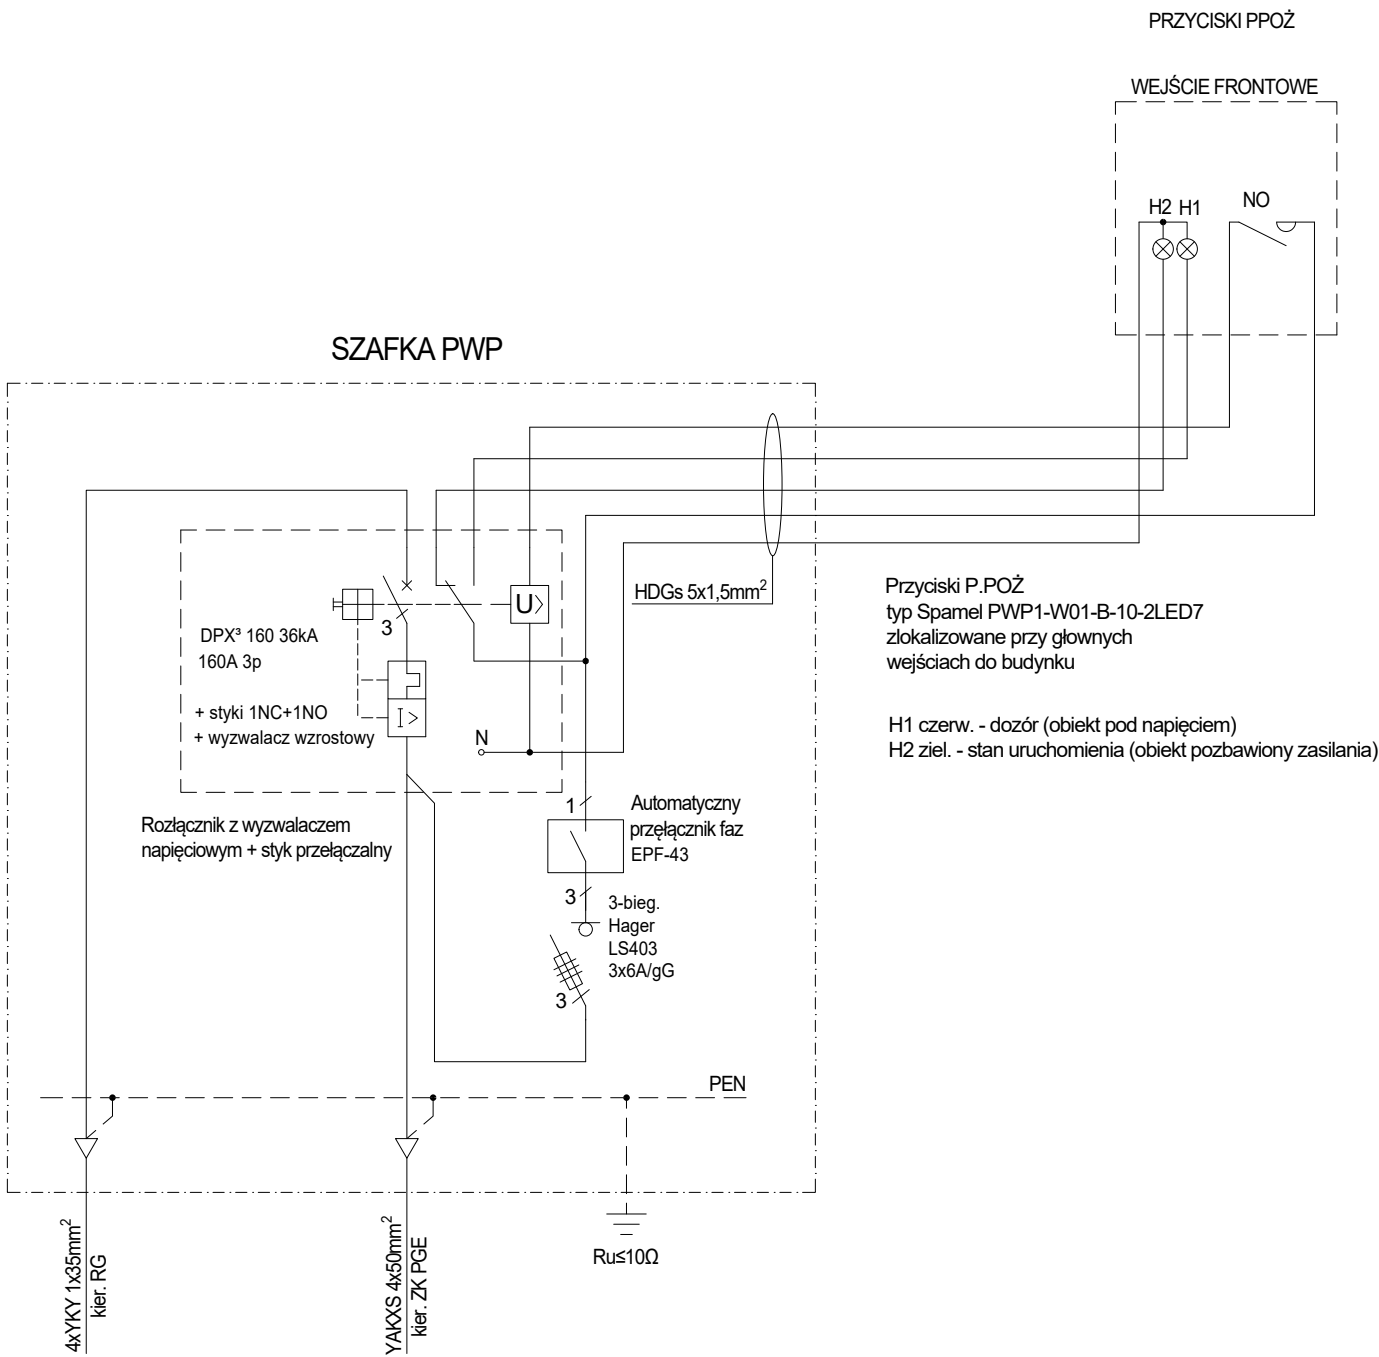 PRZYCISKI PPOŻ
WEJŚCIE FRONTOWE
H2 H1
NO
SZAFKA PWP
HDGs 5x1,5mm²
U>
3
DPX³ 160 36kA
160A 3p
+ styki 1NC+1NO
+ wyzwalacz wzrostowy
I>
N
Przyciski P.POŻ
typ Spamel PWP1-W01-B-10-2LED7
zlokalizowane przy głownych
wejściach do budynku
H1 czerw. - dozór (obiekt pod napięciem)
H2 ziel. - stan uruchomienia (obiekt pozbawiony zasilania)
Rozłącznik z wyzwalaczem
napięciowym + styk przełączalny
1
Automatyczny
przęłącznik faz
EPF-43
3
3-bieg.
Hager
LS403
3x6A/gG
3
PEN
4xYKY 1x35mm²
kier. RG
YAKXS 4x50mm²
kier. ZK PGE
Ru≤10Ω